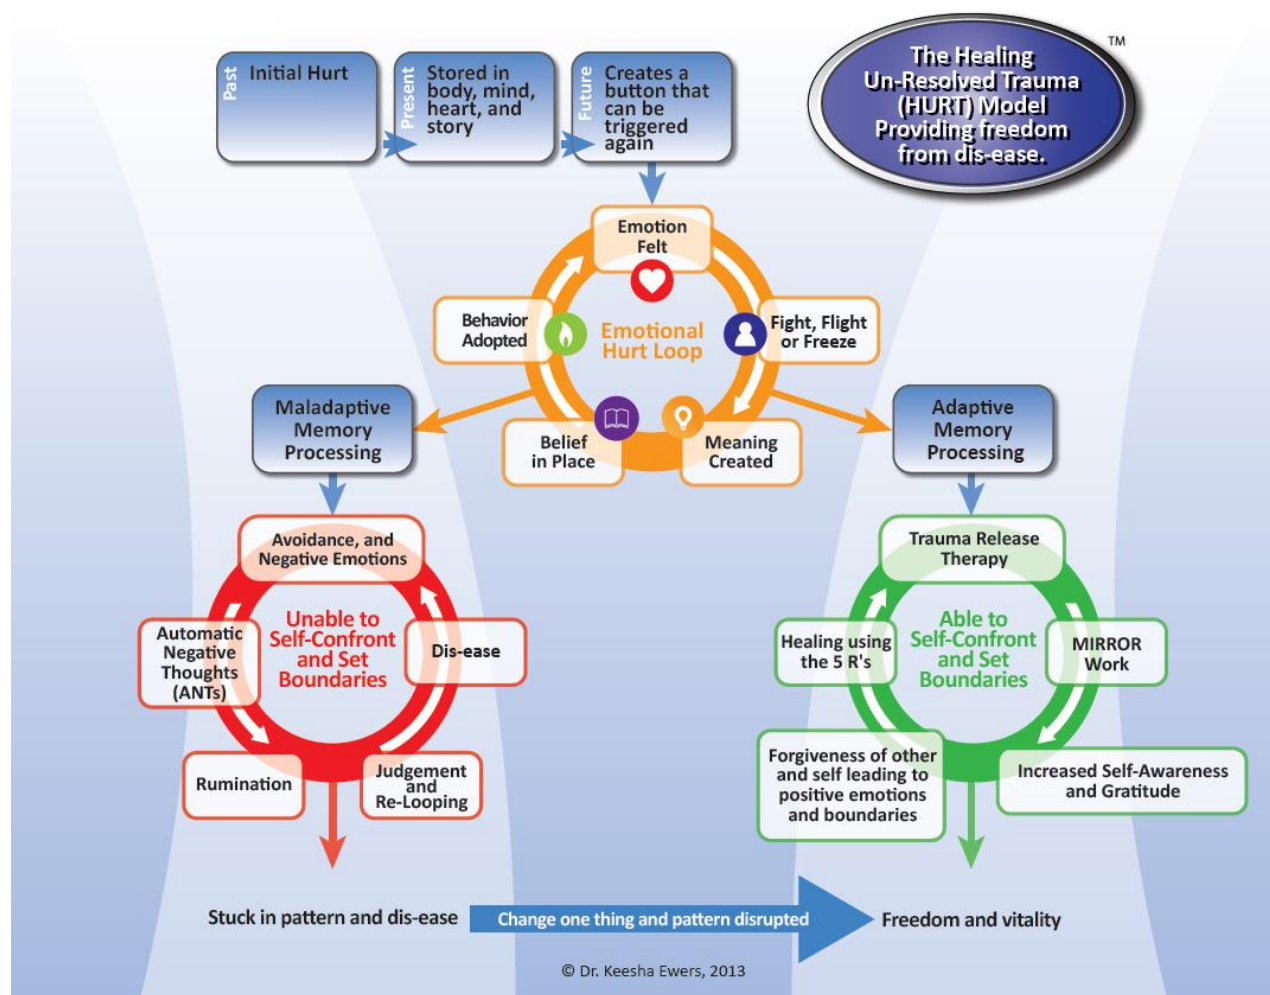 Past
Initial Hurt
Present
Stored in
body, mind,
heart, and
story
Future
Creates a
button that
can be
triggered
again
The Healing
Un-Resolved Trauma
(HURT) Model
Providing freedom
from dis-ease.
TM
Emotion
Felt
Fight, Flight
or Freeze
Meaning
Created
Belief
in Place
Behavior
Adopted
Emotional
Hurt Loop
Maladaptive
Memory
Processing
Adaptive
Memory
Processing
Avoidance, and
Negative Emotions
Automatic
Negative
Thoughts
(ANTs)
Rumination
Judgement
and
Re-Looping
Dis-ease
Unable to
Self-Confront
and Set
Boundaries
Trauma Release
Therapy
MIRROR
Work
Increased Self-Awareness
and Gratitude
Forgiveness of other
and self leading to
positive emotions
and boundaries
Healing using
the 5 R's
Able to
Self-Confront
and Set
Boundaries
Stuck in pattern and dis-ease
Change one thing and pattern disrupted
Freedom and vitality
© Dr. Keesha Ewers, 2013